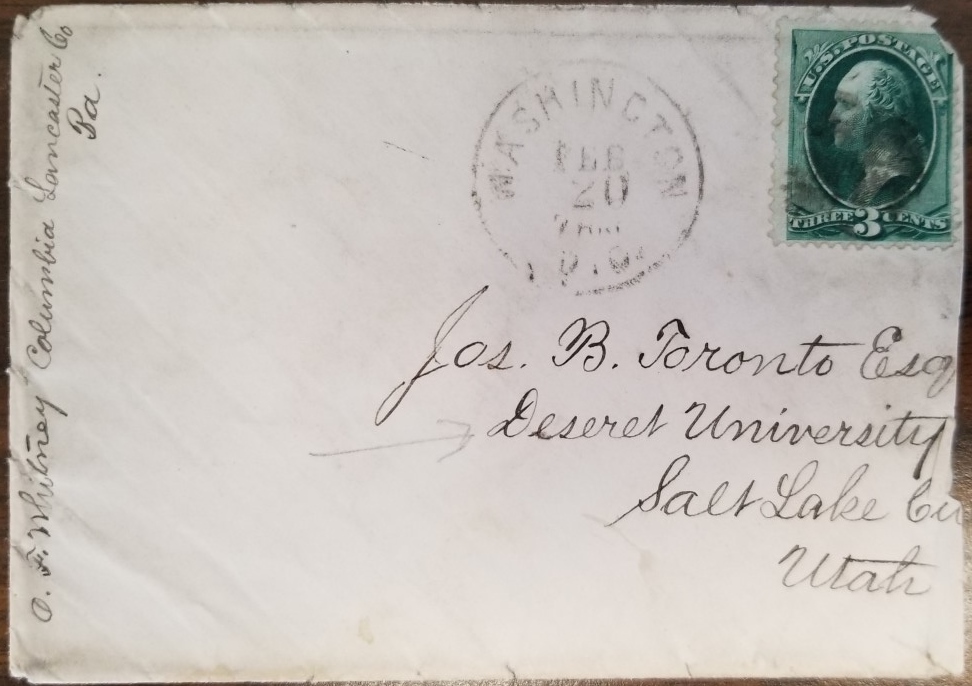 O. F. Whitney Columbia Lancaster Co
Pa.
WASHINGTON
FEB
20
D.C.
U.S. POSTAGE
THREE 3 CENTS
Jos. B. Toronto Esq
Deseret University
Salt Lake Ci
Utah